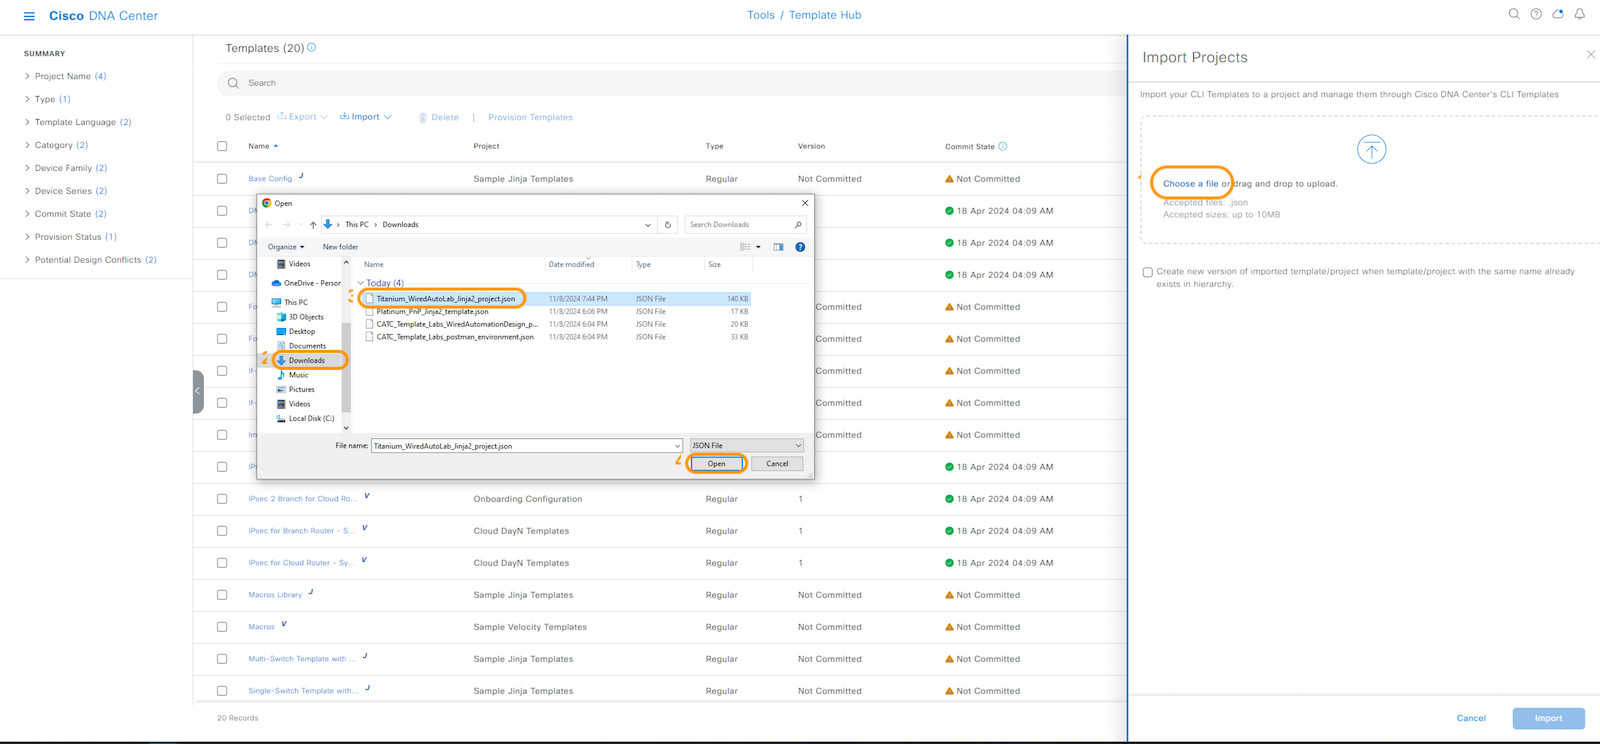 Cisco DNA Center
Tools / Template Hub
SUMMARY
Project Name (4)
Type (1)
Template Language (2)
Category (2)
Device Family (2)
Device Series (2)
Commit State (2)
Provision Status (1)
Potential Design Conflicts (2)
Templates (20)
Search
0 Selected Export Import Delete | Provision Templates
Name Project Type Version Commit State
Base Config J Sample Jinja Templates Regular Not Committed Not Committed
DM 18 Apr 2024 04:09 AM
DM 18 Apr 2024 04:09 AM
DM 18 Apr 2024 04:09 AM
Fo Committed Not Committed
Fo Committed Not Committed
If- Committed Not Committed
If- Committed Not Committed
Im Committed Not Committed
IP 18 Apr 2024 04:09 AM
IPsec 2 Branch for Cloud Ro... V Onboarding Configuration Regular 1 18 Apr 2024 04:09 AM
IPsec for Branch Router - S... V Cloud DayN Templates Regular 1 18 Apr 2024 04:09 AM
IPsec for Cloud Router - Sy... V Cloud DayN Templates Regular 1 18 Apr 2024 04:09 AM
Macros Library J Sample Jinja Templates Regular Not Committed Not Committed
Macros V Sample Velocity Templates Regular Not Committed Not Committed
Multi-Switch Template with ... J Sample Jinja Templates Regular Not Committed Not Committed
Single-Switch Template with... J Sample Jinja Templates Regular Not Committed Not Committed
20 Records
Open
This PC > Downloads
Search Downloads
Organize New folder
Videos
OneDrive - Person
This PC
3D Objects
Desktop
Documents
2 Downloads
Music
Pictures
Videos
Local Disk (C:)
Name Date modified Type Size
Today (4)
3 Titanium_WiredAutoLab_Jinja2_project.json 11/8/2024 7:44 PM JSON File 140 KB
Platinum_PnP_Jinja2_template.json 11/8/2024 6:06 PM JSON File 17 KB
CATC_Template_Labs_WiredAutomationDesign_p... 11/8/2024 6:04 PM JSON File 20 KB
CATC_Template_Labs_postman_environment.json 11/8/2024 6:04 PM JSON File 33 KB
File name: Titanium_WiredAutoLab_Jinja2_project.json JSON File
4 Open Cancel
Import Projects
Import your CLI Templates to a project and manage them through Cisco DNA Center's CLI Templates
Choose a file or drag and drop to upload.
Accepted files: .json
Accepted sizes: up to 10MB
Create new version of imported template/project when template/project with the same name already
exists in hierarchy.
Cancel Import